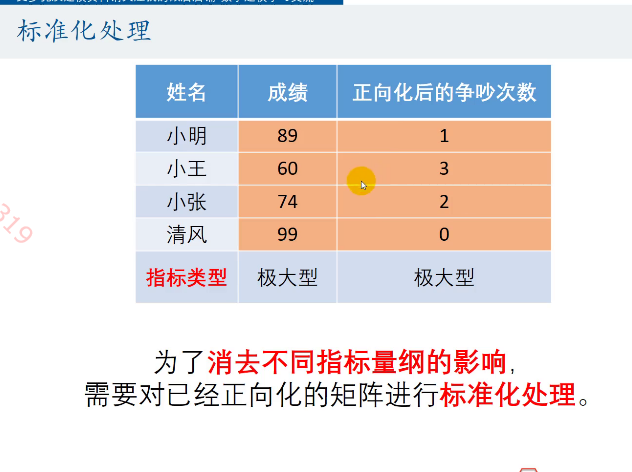 标准化处理
姓名 成绩 正向化后的争吵次数
小明 89 1
小王 60 3
小张 74 2
清风 99 0
指标类型 极大型 极大型
为了消去不同指标量纲的影响,
需要对已经正向化的矩阵进行标准化处理。
319